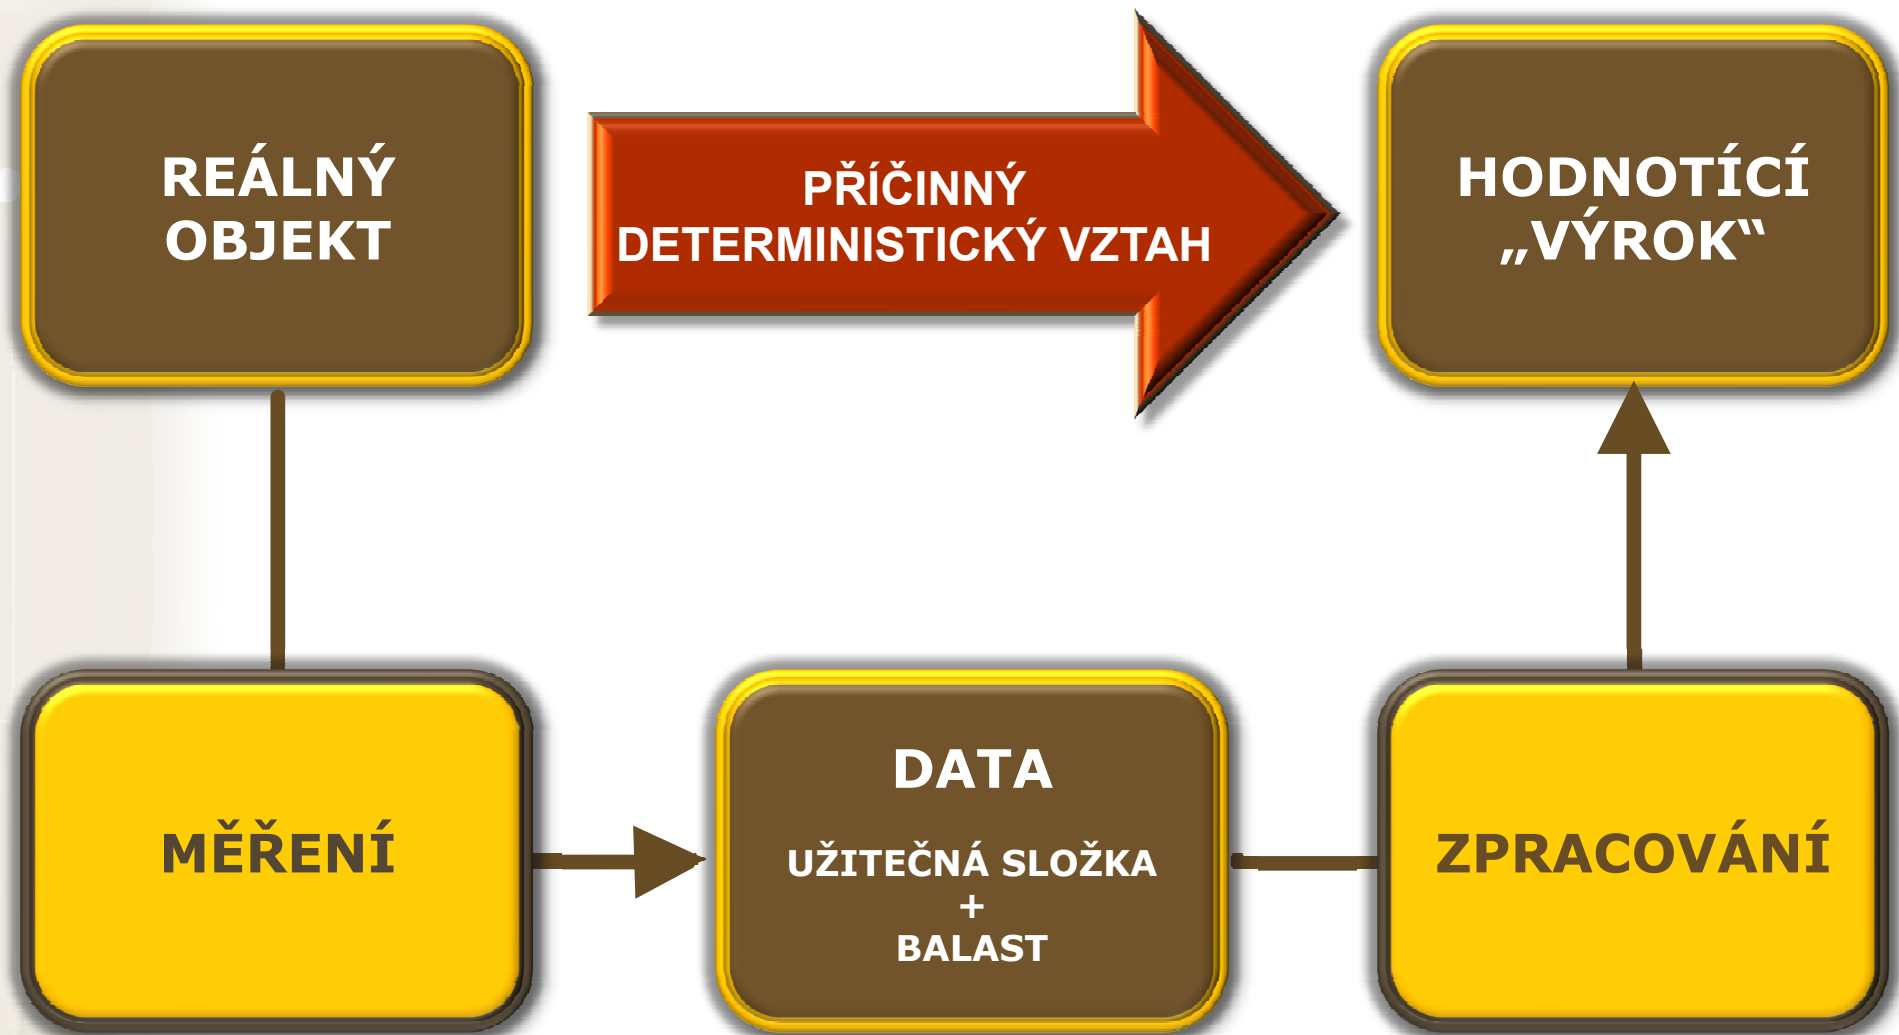 REÁLNÝ
OBJEKT
PŘÍČINNÝ
DETERMINISTICKÝ VZTAH
HODNOTÍCÍ
„VÝROK“
MĚŘENÍ
DATA
UŽITEČNÁ SLOŽKA
+
BALAST
ZPRACOVÁNÍ